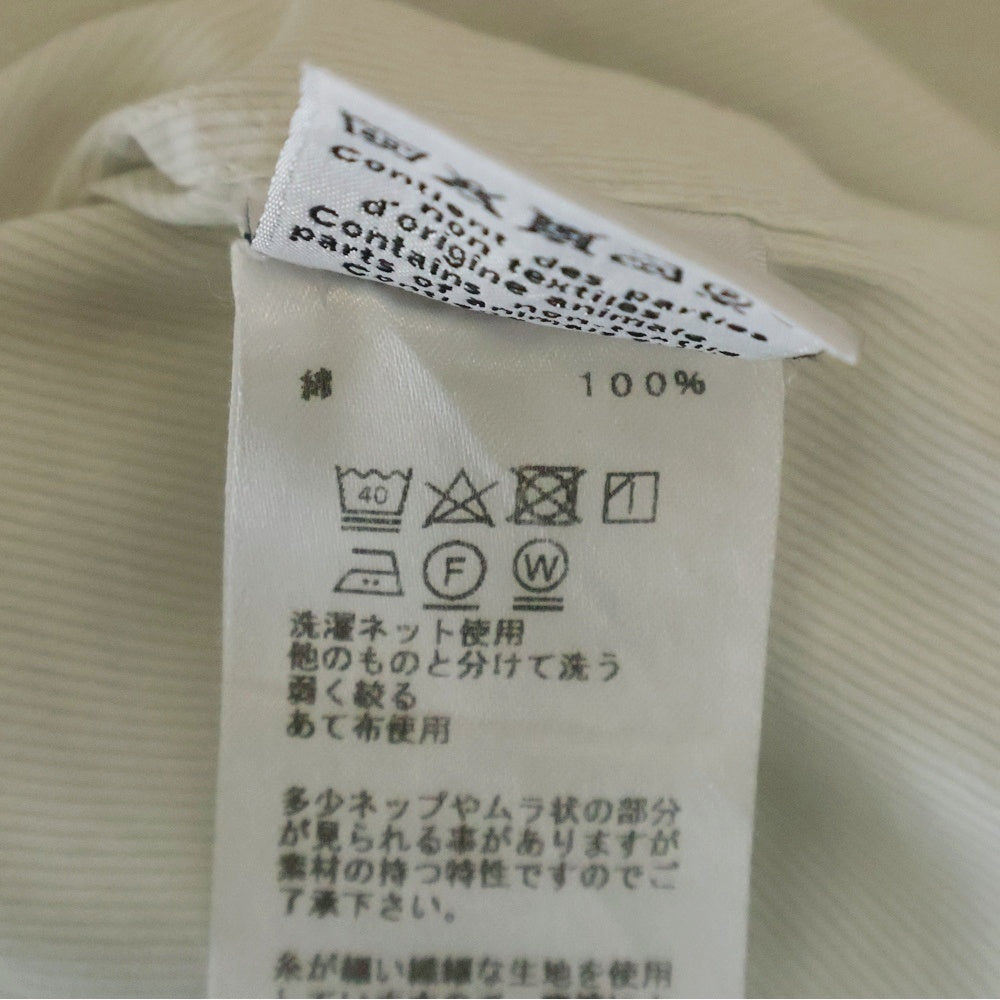 Contient des parties
non textiles
d'origine animale
Contains non-textile
parts of animal
綿 100%
40
F W
洗濯ネット使用
他のものと分けて洗う
弱く絞る
あて布使用
多少ネップやムラ状の部分
が見られる事がありますが
素材の持つ特性ですのでご
了承下さい。
糸が細い繊細な生地を使用